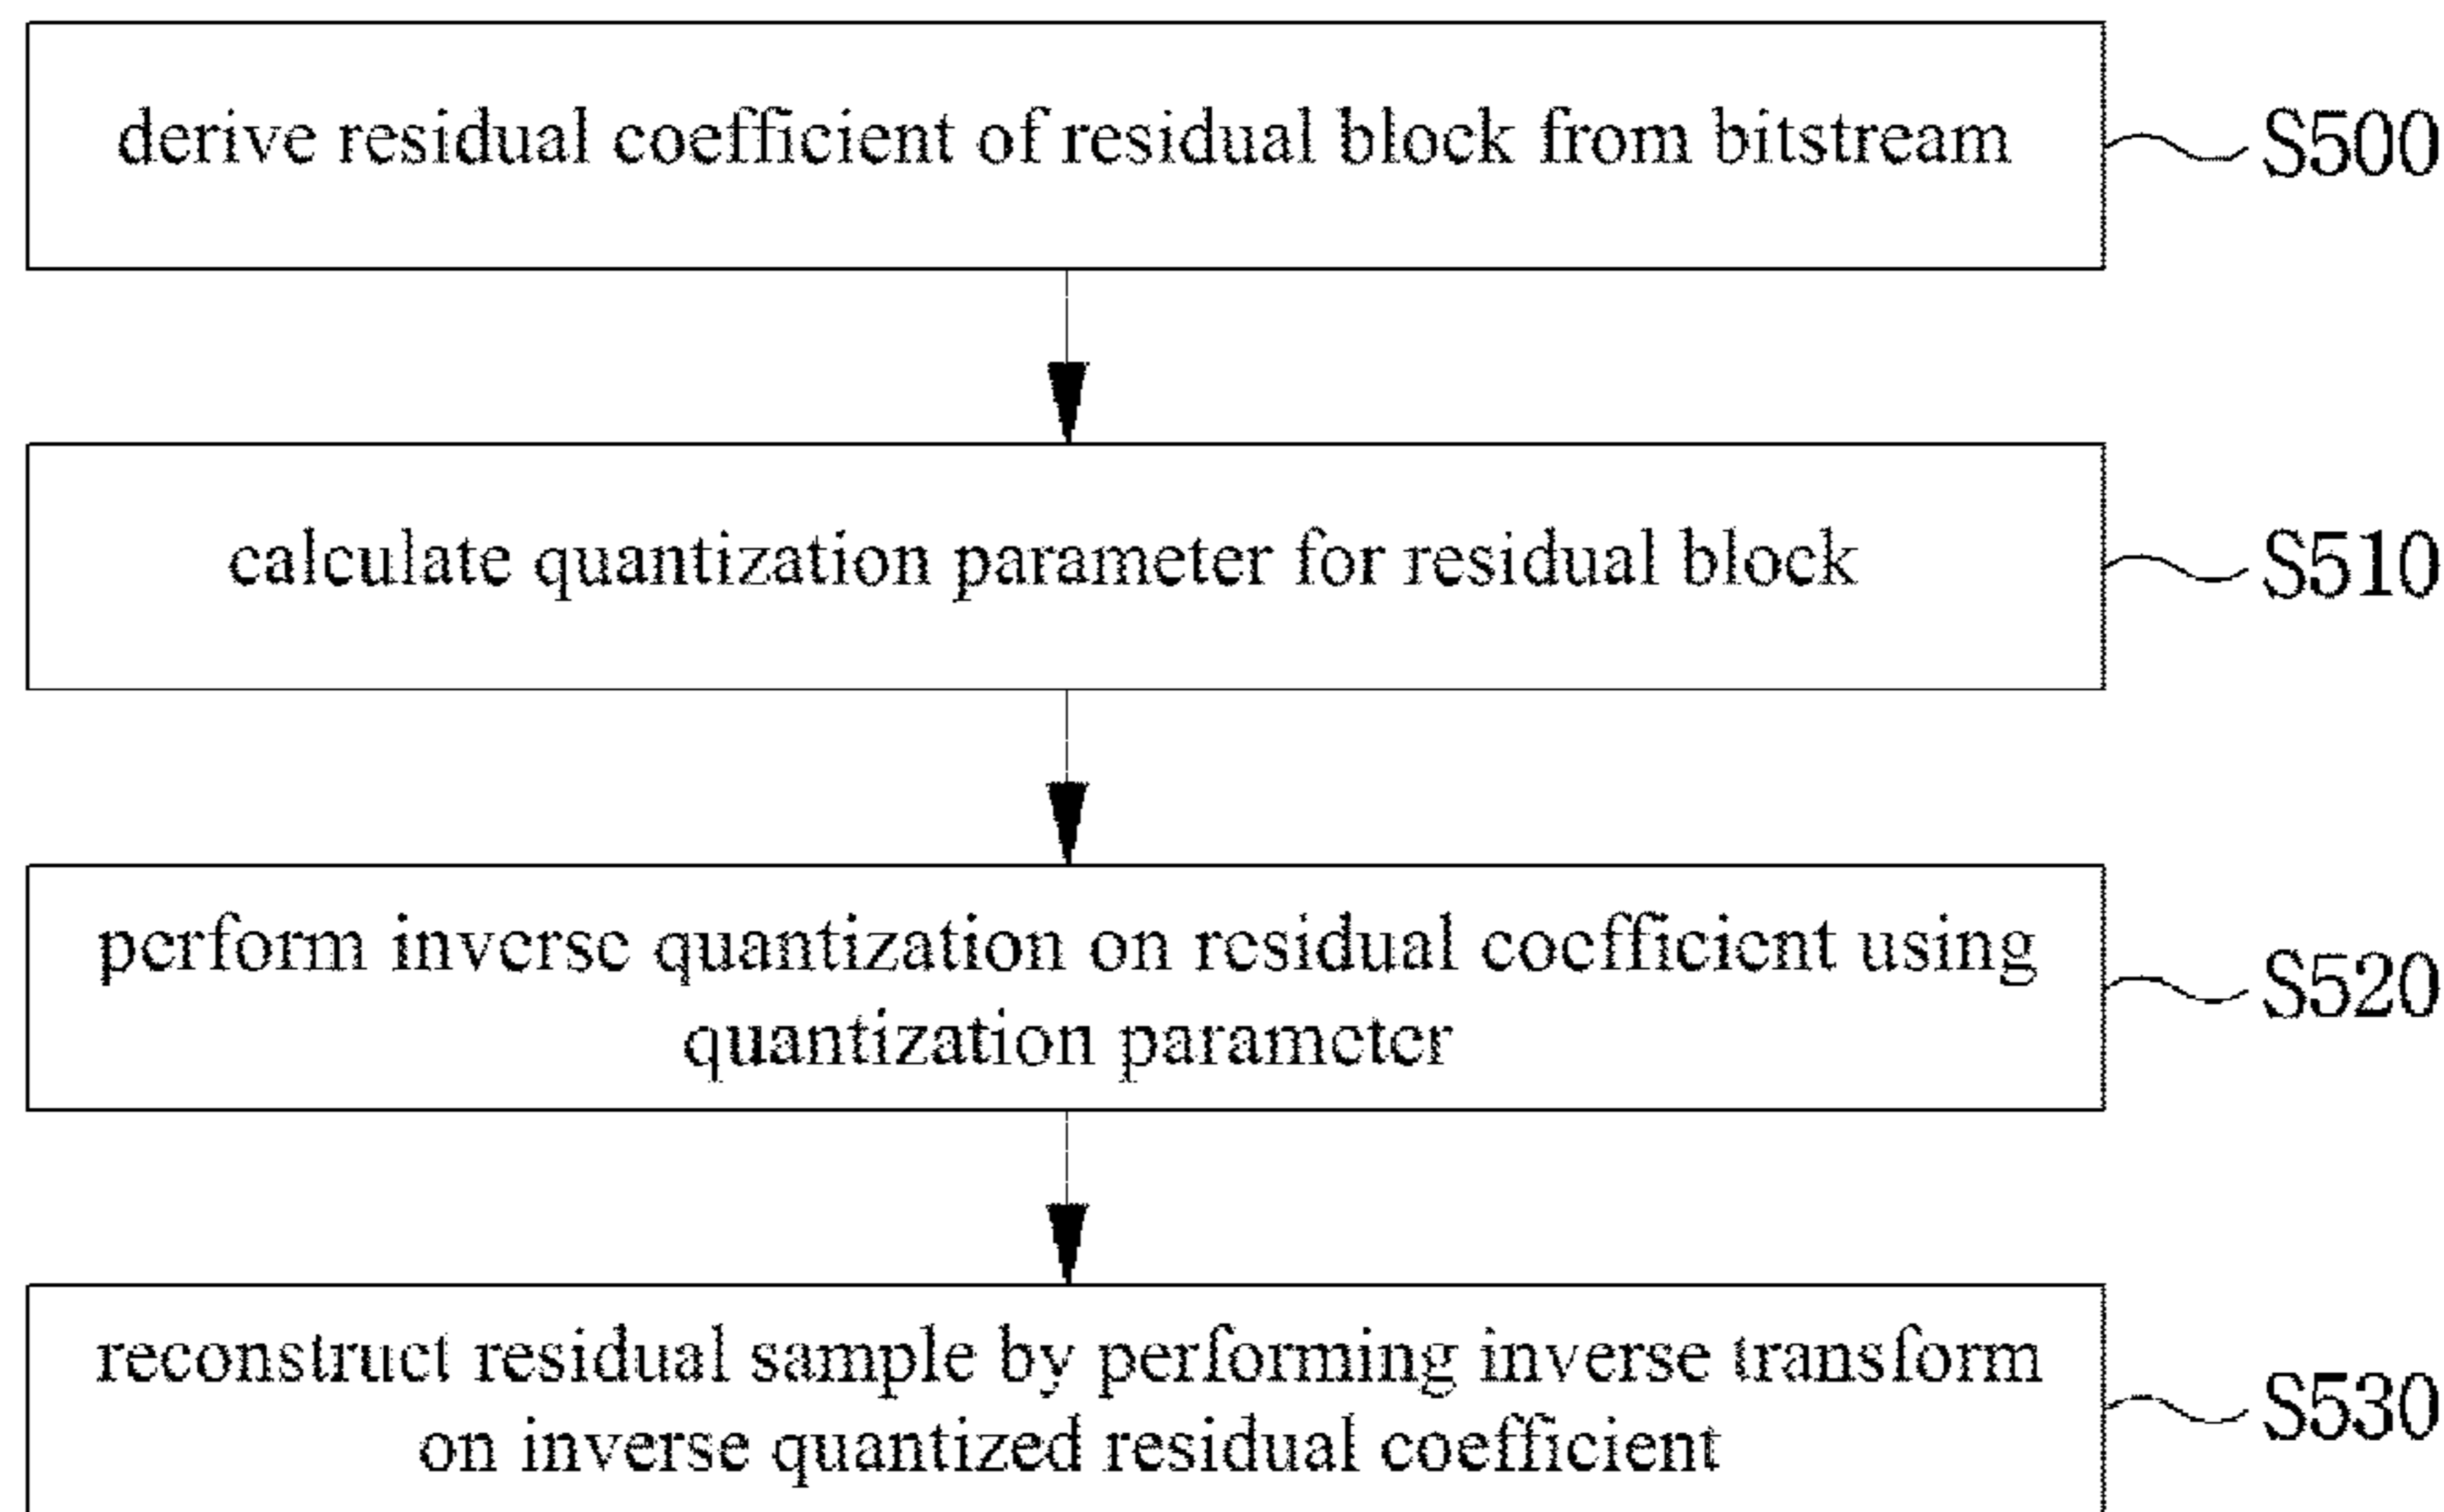 derive residual coefficient of residual block from bitstream
S500
calculate quantization parameter for residual block
S510
perform inverse quantization on residual coefficient using
quantization parameter
S520
reconstruct residual sample by performing inverse transform
on inverse quantized residual coefficient
S530